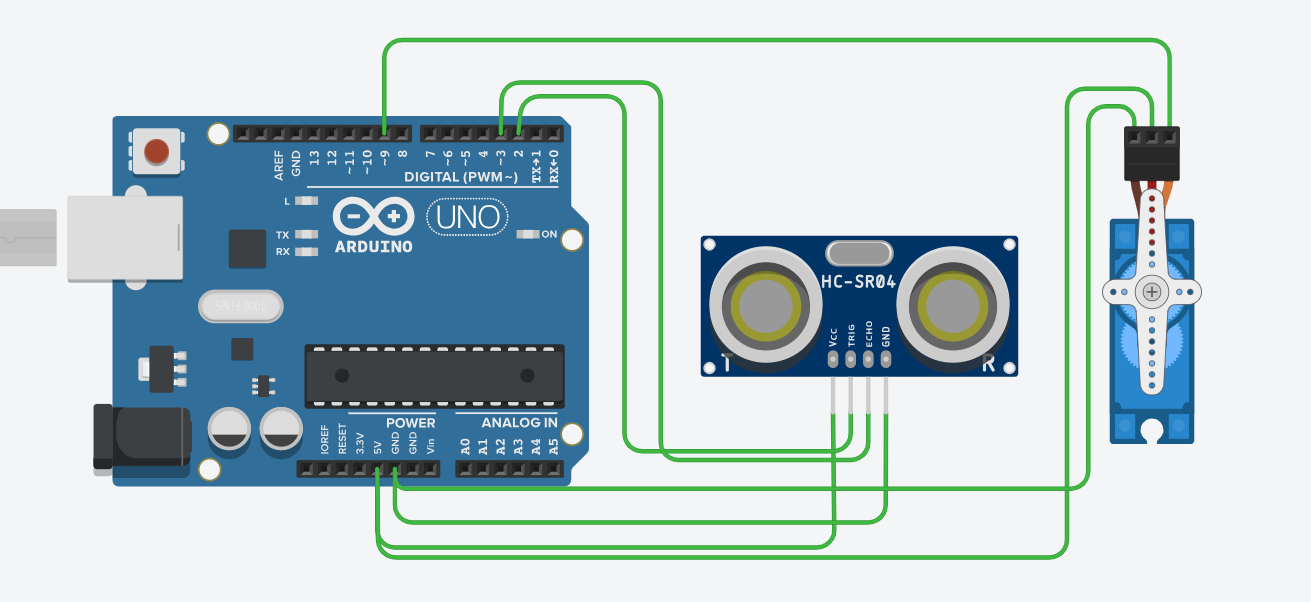 AREF
GND
13
12
~11
~10
~9
8
7
~6
~5
4
~3
2
TX→1
RX←0
DIGITAL (PWM~)
L
TX
RX
ARDUINO
UNO
ON
SPK16.000G
HC-SR04
VCC
TRIG
ECHO
GND
T
R
POWER
ANALOG IN
IOREF
RESET
3.3V
5V
GND
GND
Vin
A0
A1
A2
A3
A4
A5